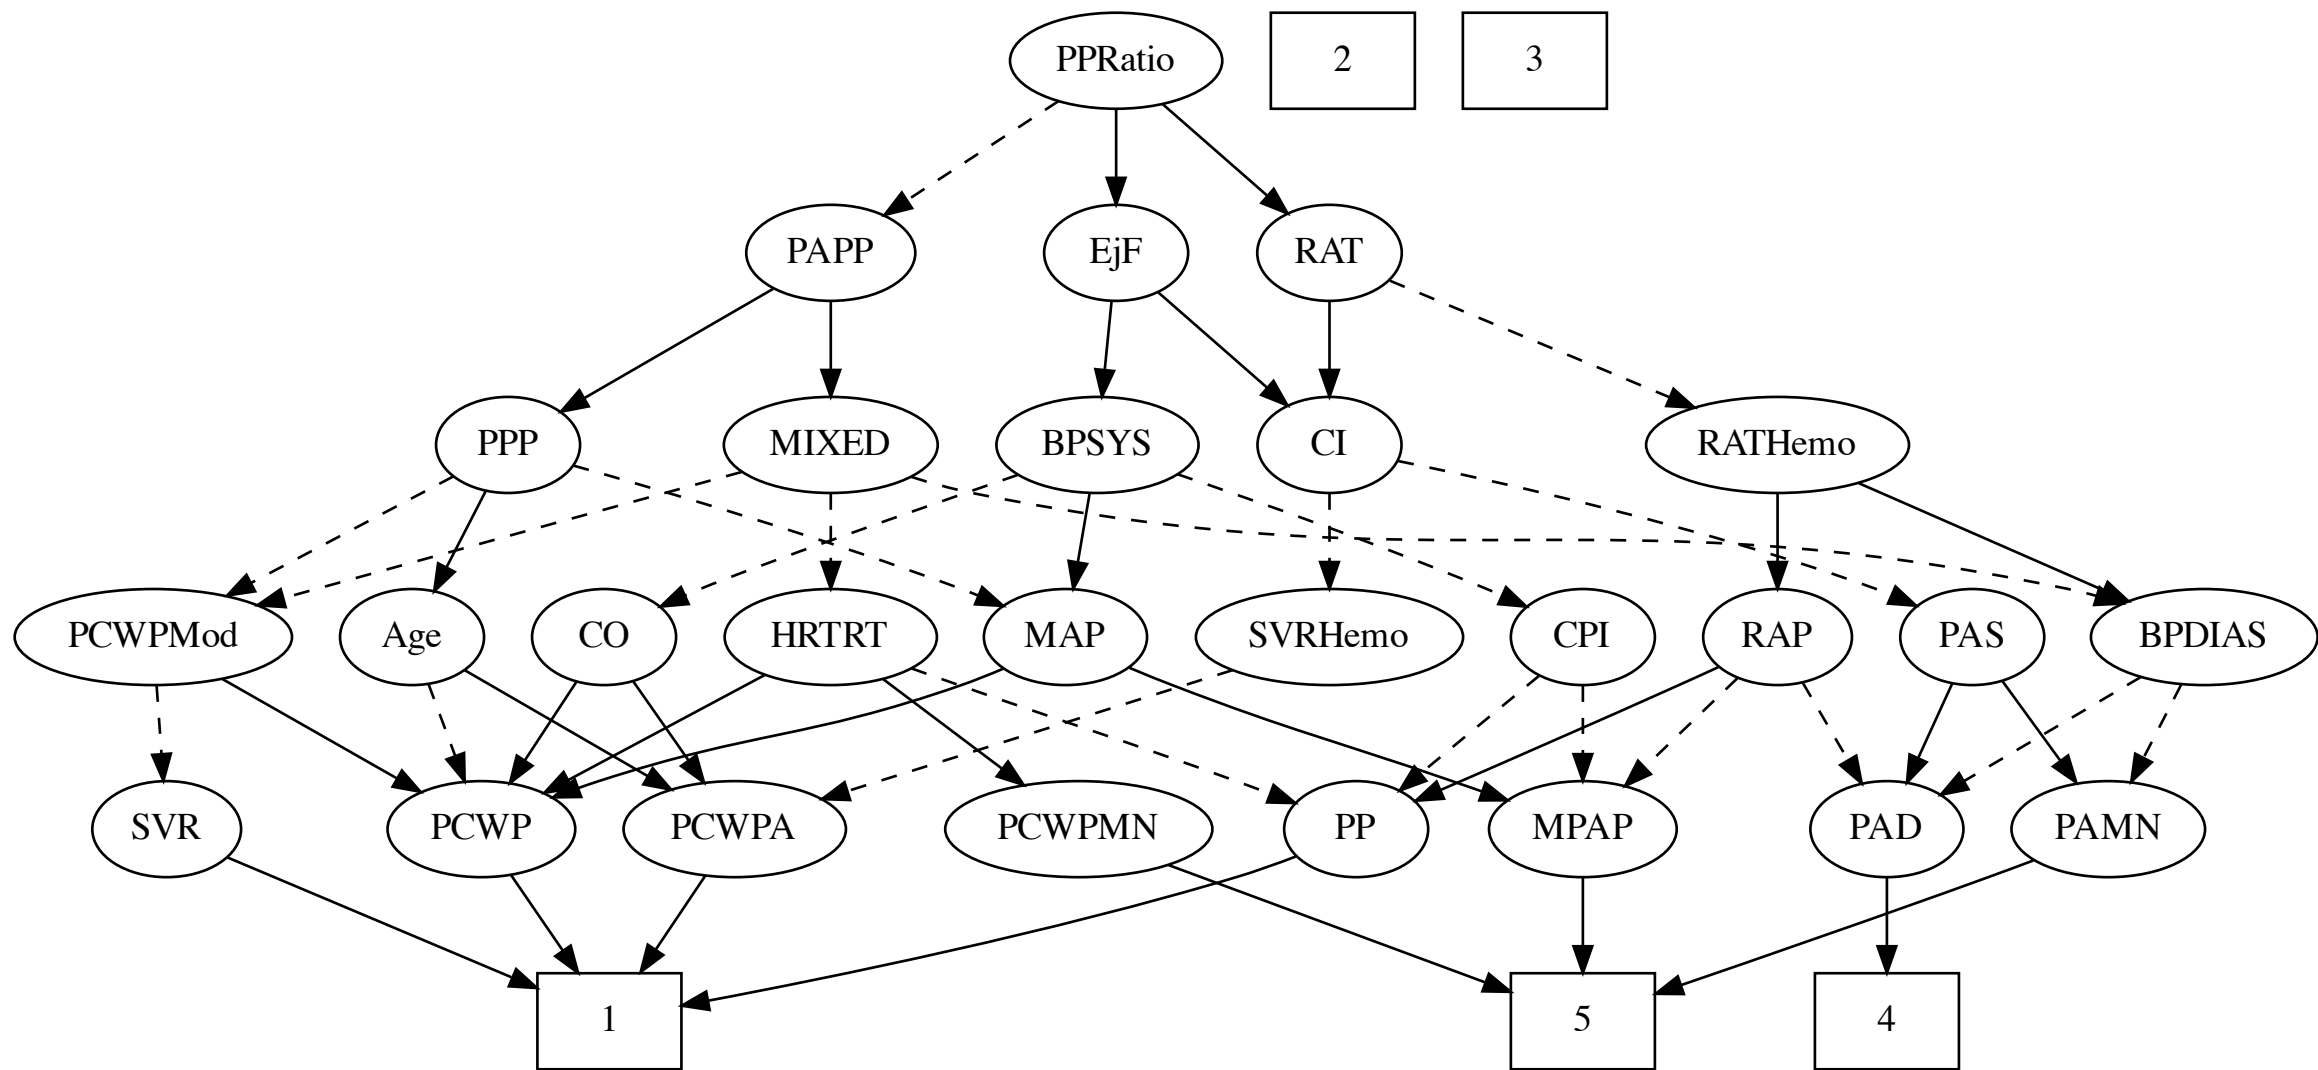 PPRatio
2
3
PAPP
EjF
RAT
PPP
MIXED
BPSYS
CI
RATHemo
PCWPMod
Age
CO
HRTRT
MAP
SVRHemo
CPI
RAP
PAS
BPDIAS
SVR
PCWP
PCWPA
PCWPMN
PP
MPAP
PAD
PAMN
1
5
4